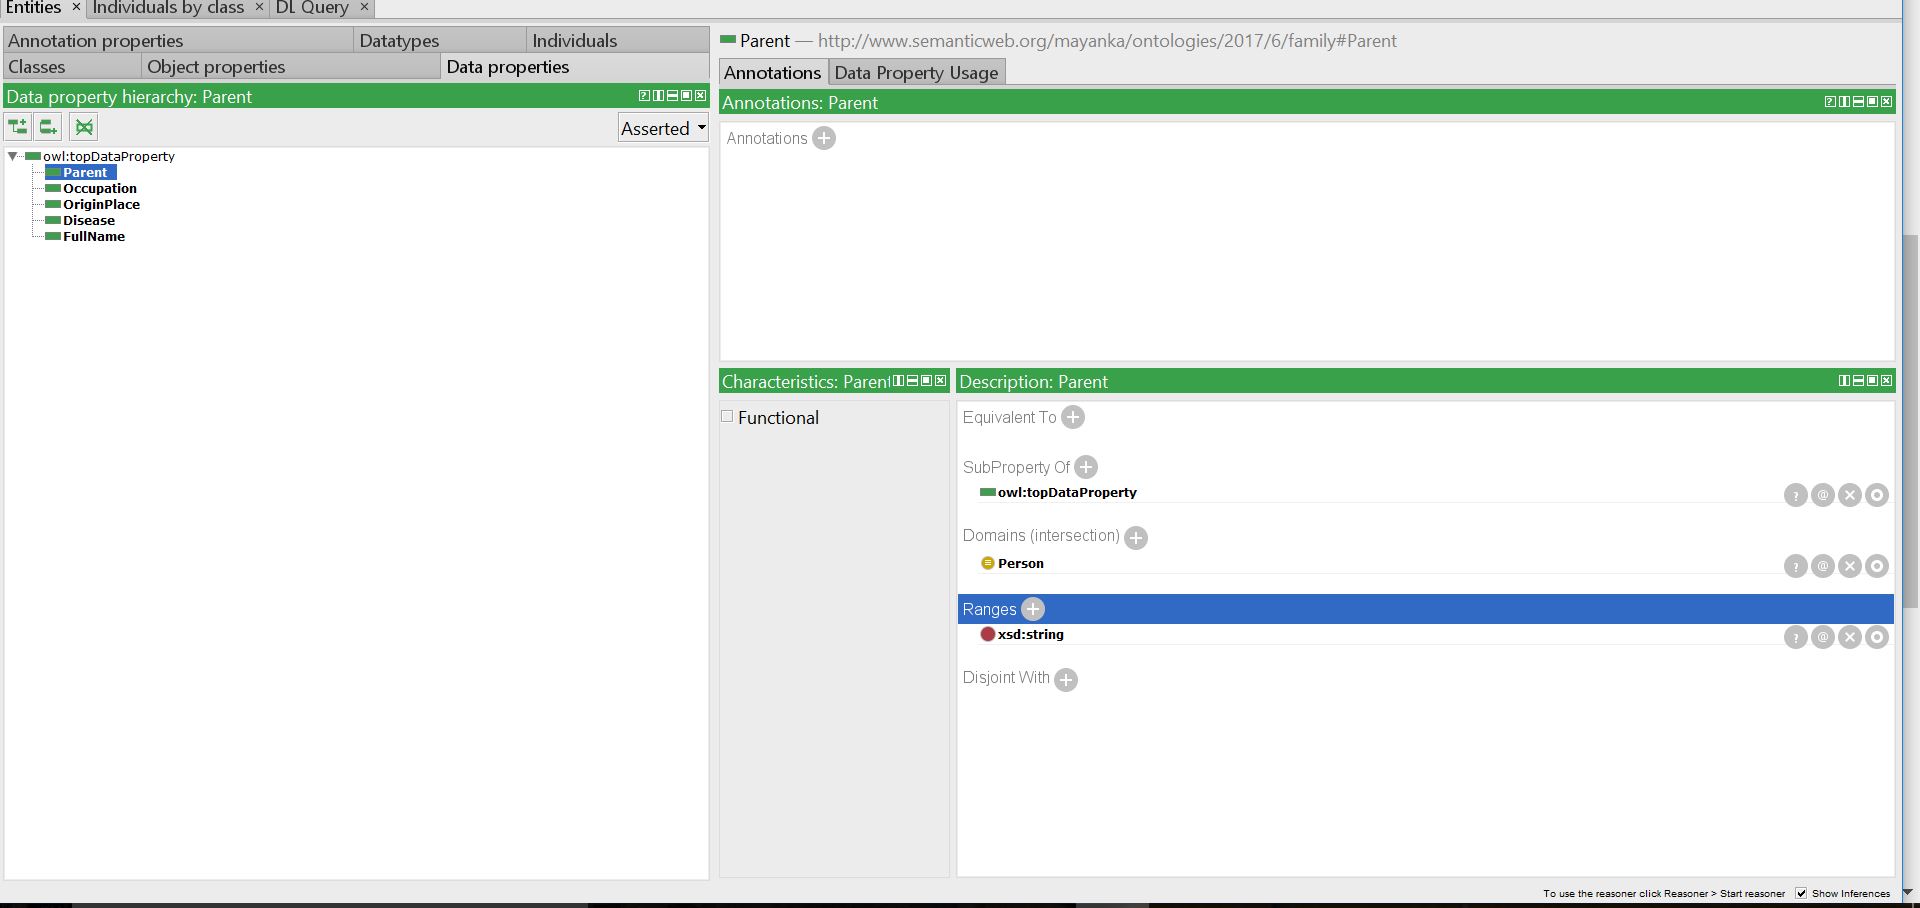 Entities × Individuals by class × DL Query ×
Annotation properties Datatypes Individuals
Classes Object properties Data properties
Data property hierarchy: Parent
Asserted
owl:topDataProperty
Parent
Occupation
OriginPlace
Disease
FullName
Parent — http://www.semanticweb.org/mayanka/ontologies/2017/6/family#Parent
Annotations Data Property Usage
Annotations: Parent
Annotations
Characteristics: Parent
Functional
Description: Parent
Equivalent To
SubProperty Of
owl:topDataProperty
Domains (intersection)
Person
Ranges
xsd:string
Disjoint With
To use the reasoner click Reasoner > Start reasoner Show Inferences